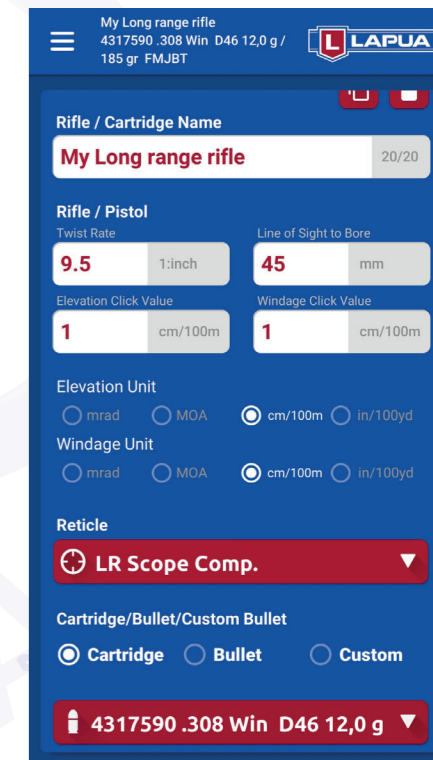 My Long range rifle
4317590 .308 Win D46 12,0 g /
185 gr FMJBT
L LAPUA
Rifle / Cartridge Name
My Long range rifle 20/20
Rifle / Pistol
Twist Rate Line of Sight to Bore
9.5 1:inch 45 mm
Elevation Click Value Windage Click Value
1 cm/100m 1 cm/100m
Elevation Unit
mrad MOA cm/100m in/100yd
Windage Unit
mrad MOA cm/100m in/100yd
Reticle
LR Scope Comp.
Cartridge/Bullet/Custom Bullet
Cartridge Bullet Custom
4317590 .308 Win D46 12,0 g